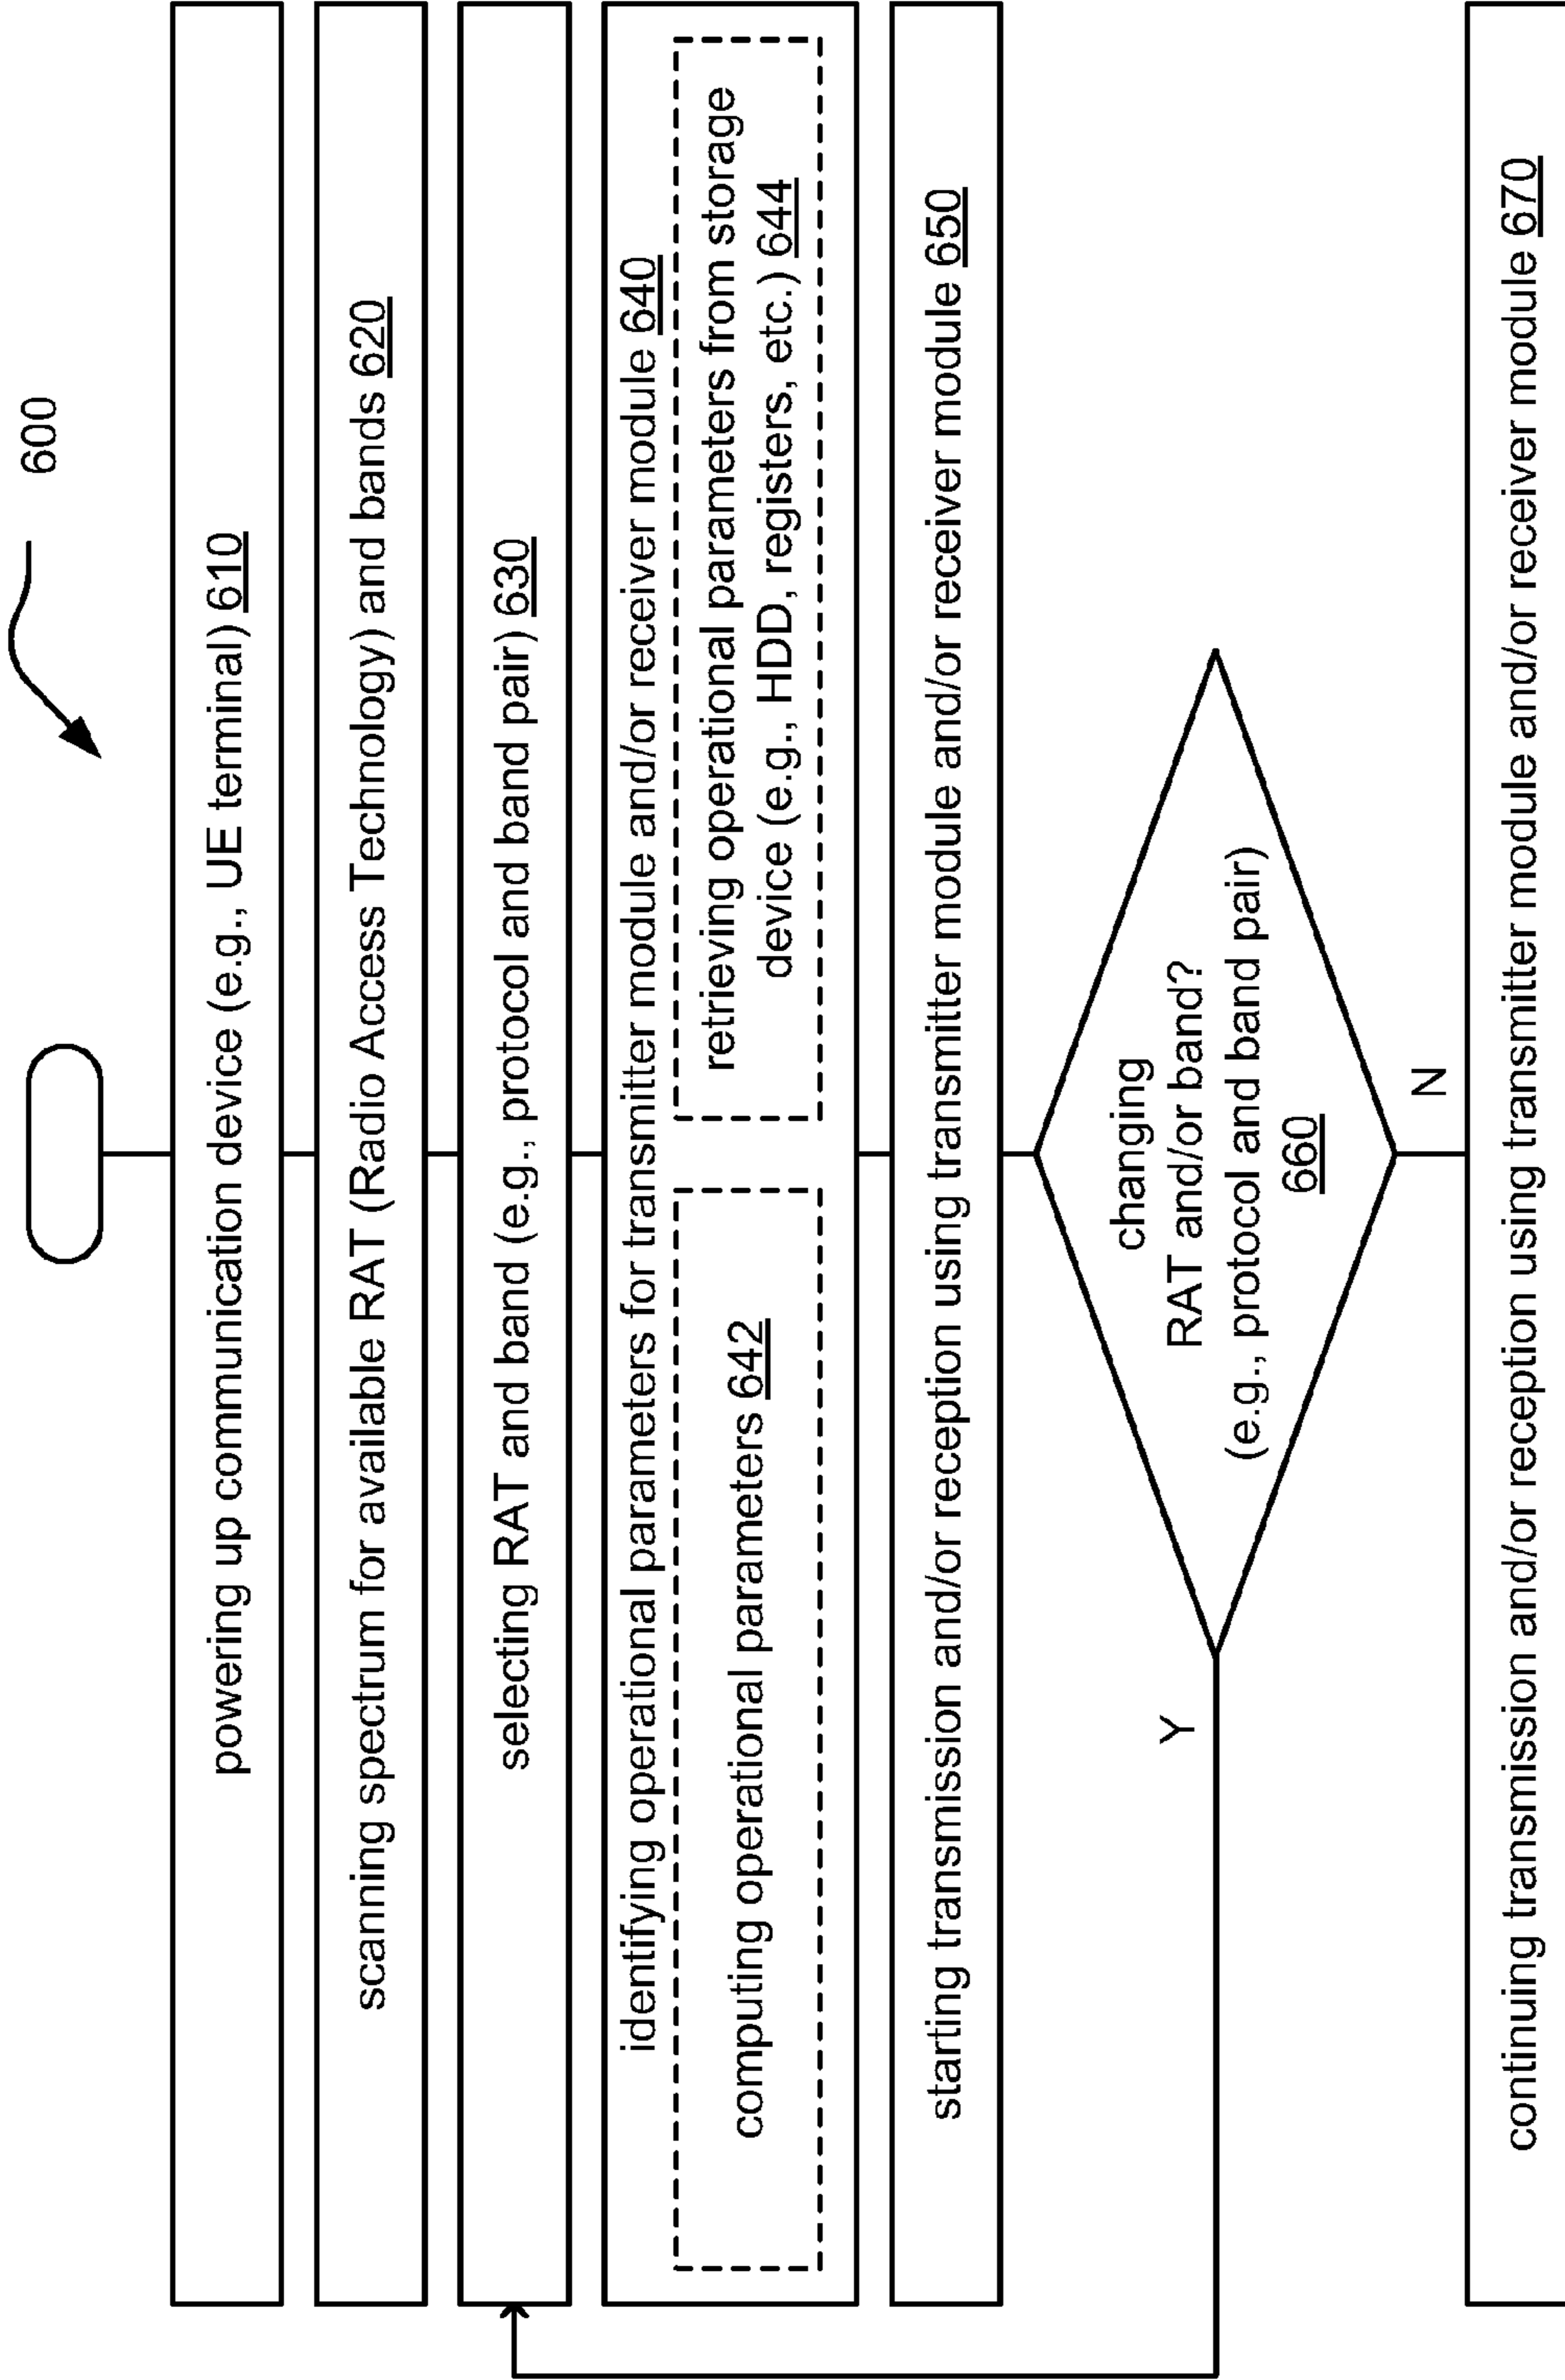 600
powering up communication device (e.g., UE terminal) 610
scanning spectrum for available RAT (Radio Access Technology) and bands 620
selecting RAT and band (e.g., protocol and band pair) 630
identifying operational parameters for transmitter module and/or receiver module 640
computing operational parameters 642
retrieving operational parameters from storage
device (e.g., HDD, registers, etc.) 644
starting transmission and/or reception using transmitter module and/or receiver module 650
changing
RAT and/or band?
(e.g., protocol and band pair)
660
Y
N
continuing transmission and/or reception using transmitter module and/or receiver module 670